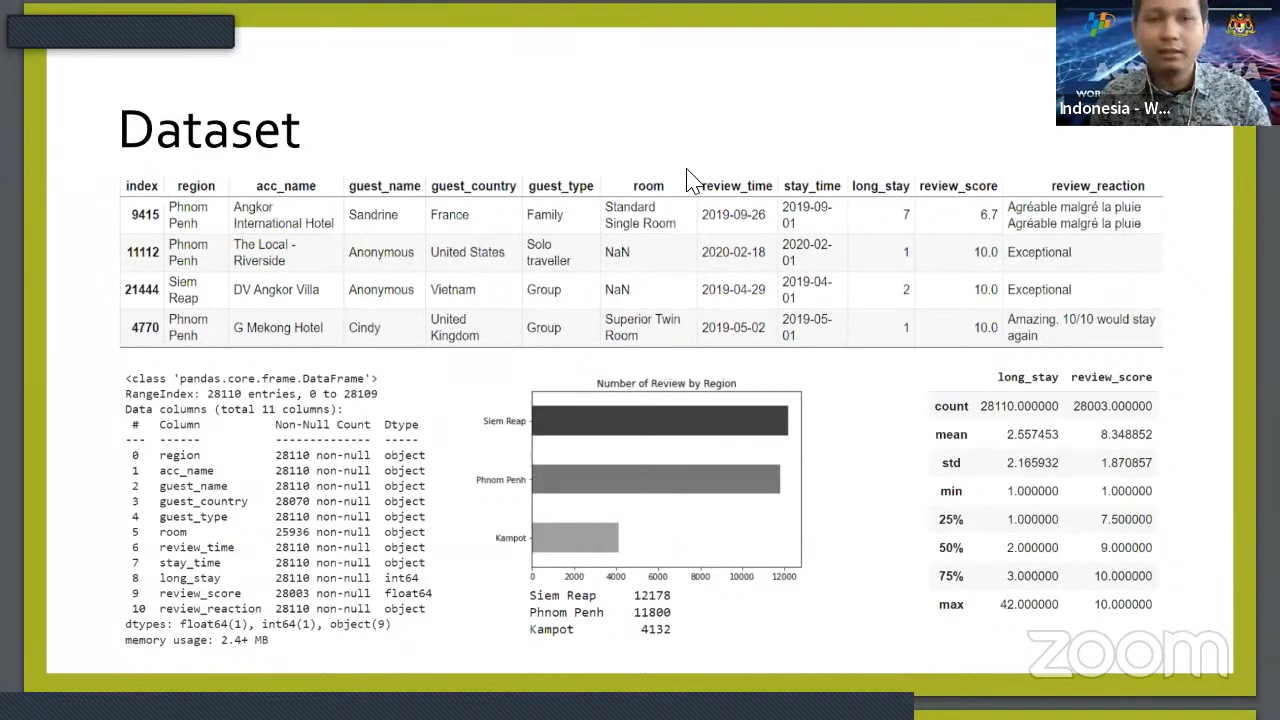 Dataset
index region acc_name guest_name guest_country guest_type room review_time stay_time long_stay review_score review_reaction
9415 Phnom Penh Angkor International Hotel Sandrine France Family Standard Single Room 2019-09-26 2019-09-01 7 6.7 Agréable malgré la pluie Agréable malgré la pluie
11112 Phnom Penh The Local - Riverside Anonymous United States Solo traveller NaN 2020-02-18 2020-02-01 1 10.0 Exceptional
21444 Siem Reap DV Angkor Villa Anonymous Vietnam Group NaN 2019-04-29 2019-04-01 2 10.0 Exceptional
4770 Phnom Penh G Mekong Hotel Cindy United Kingdom Group Superior Twin Room 2019-05-02 2019-05-01 1 10.0 Amazing. 10/10 would stay again
<class 'pandas.core.frame.DataFrame'>
RangeIndex: 28110 entries, 0 to 28109
Data columns (total 11 columns):
# Column Non-Null Count Dtype
--- ------ -------------- -----
0 region 28110 non-null object
1 acc_name 28110 non-null object
2 guest_name 28110 non-null object
3 guest_country 28070 non-null object
4 guest_type 28110 non-null object
5 room 25936 non-null object
6 review_time 28110 non-null object
7 stay_time 28110 non-null object
8 long_stay 28110 non-null int64
9 review_score 28003 non-null float64
10 review_reaction 28110 non-null object
dtypes: float64(1), int64(1), object(9)
memory usage: 2.4+ MB
Number of Review by Region
Siem Reap
Phnom Penh
Kampot
0 2000 4000 6000 8000 10000 12000
Siem Reap 12178
Phnom Penh 11800
Kampot 4132
long_stay review_score
count 28110.000000 28003.000000
mean 2.557453 8.348852
std 2.165932 1.870857
min 1.000000 1.000000
25% 1.000000 7.500000
50% 2.000000 9.000000
75% 3.000000 10.000000
max 42.000000 10.000000
Indonesia - W...
zoom